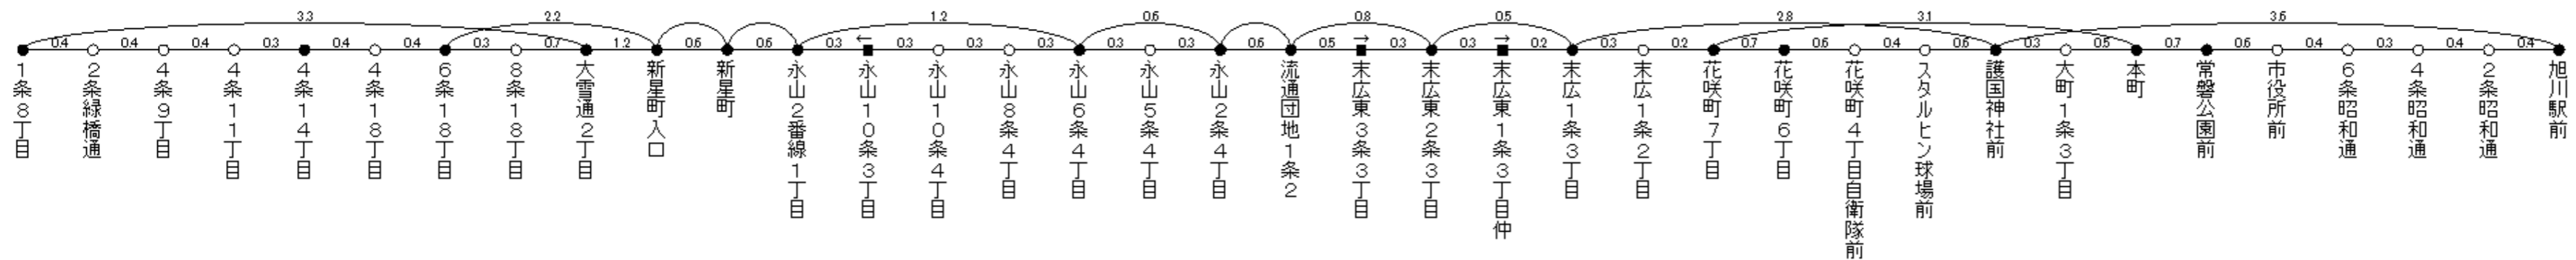 3.3 2.2 1.2 0.6 0.8 0.5 2.8 3.1 3.6
0.4 0.4 0.4 0.3 0.4 0.4 0.3 0.7 1.2 0.6 0.6 0.3 0.3 0.3 0.3 0.3 0.3 0.6 0.5 0.3 0.3 0.2 0.3 0.2 0.7 0.6 0.4 0.6 0.3 0.5 0.7 0.6 0.4 0.3 0.4 0.4
← → →
1条8丁目
2条緑橋通
4条9丁目
4条11丁目
4条14丁目
4条18丁目
6条18丁目
8条18丁目
大雪通2丁目
新星町入口
新星町
永山2番線1丁目
永山10条3丁目
永山10条4丁目
永山8条4丁目
永山6条4丁目
永山5条4丁目
永山2条4丁目
流通団地1条2
末広東3条3丁目
末広東2条3丁目
末広東1条3丁目仲
末広1条3丁目
末広1条2丁目
花咲町7丁目
花咲町6丁目
花咲町4丁目自衛隊前
スタルヒン球場前
護国神社前
大町1条3丁目
本町
常磐公園前
市役所前
6条昭和通
4条昭和通
2条昭和通
旭川駅前